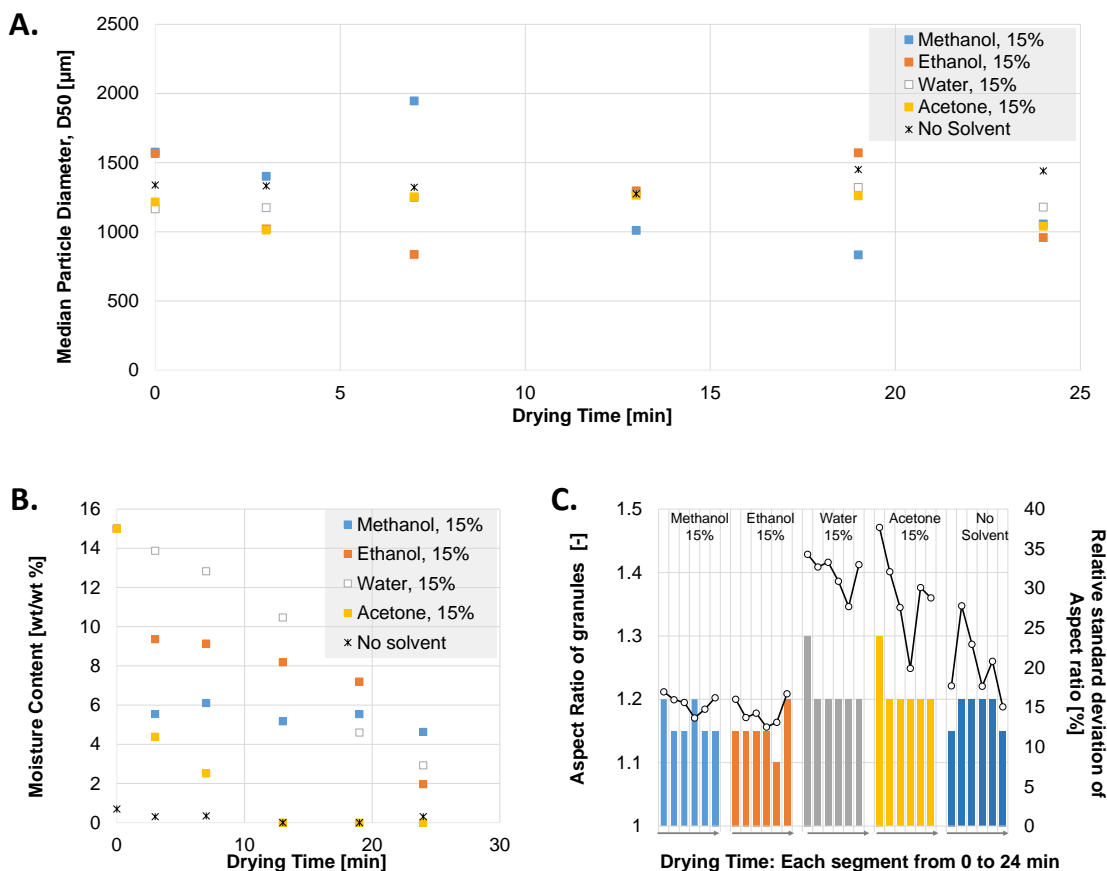 A.
Median Particle Diameter, D50 [µm]
2500
2000
1500
1000
500
0
0 5 10 15 20 25
Drying Time [min]
Methanol, 15%
Ethanol, 15%
Water, 15%
Acetone, 15%
No Solvent
B.
Moisture Content [wt/wt %]
16
14
12
10
8
6
4
2
0
0 10 20 30
Drying Time [min]
Methanol, 15%
Ethanol, 15%
Water, 15%
Acetone, 15%
No solvent
C.
Aspect Ratio of granules [-]
1.5
1.4
1.3
1.2
1.1
1
Methanol
15%
Ethanol
15%
Water
15%
Acetone
15%
No
Solvent
40
35
30
25
20
15
10
5
0
Relative standard deviation of
Aspect ratio [%]
Drying Time: Each segment from 0 to 24 min